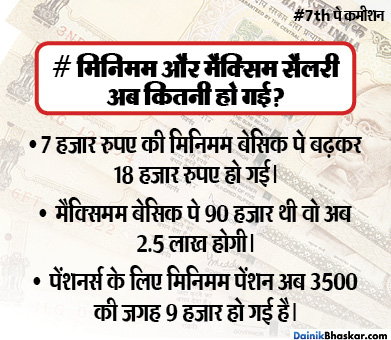 #7th पे कमीशन
# मिनिमम और मैक्सिम सैलरी
अब कितनी हो गई?
• 7 हजार रुपए की मिनिमम बेसिक पे बढ़कर
18 हजार रुपए हो गई।
• मैक्सिमम बेसिक पे 90 हजार थी वो अब
2.5 लाख होगी।
• पेंशनर्स के लिए मिनिमम पेंशन अब 3500
की जगह 9 हजार हो गई है।
DainikBhaskar.com